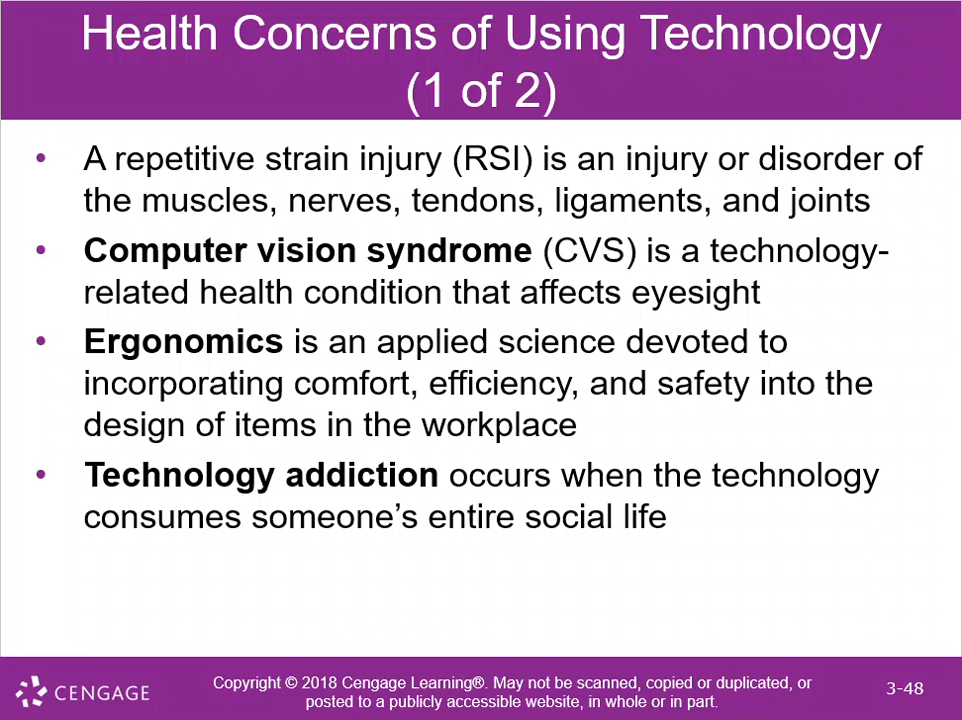 Health Concerns of Using Technology
(1 of 2)
• A repetitive strain injury (RSI) is an injury or disorder of
the muscles, nerves, tendons, ligaments, and joints
• Computer vision syndrome (CVS) is a technology-
related health condition that affects eyesight
• Ergonomics is an applied science devoted to
incorporating comfort, efficiency, and safety into the
design of items in the workplace
• Technology addiction occurs when the technology
consumes someone’s entire social life
CENGAGE
Copyright © 2018 Cengage Learning®. May not be scanned, copied or duplicated, or
posted to a publicly accessible website, in whole or in part.
3-48